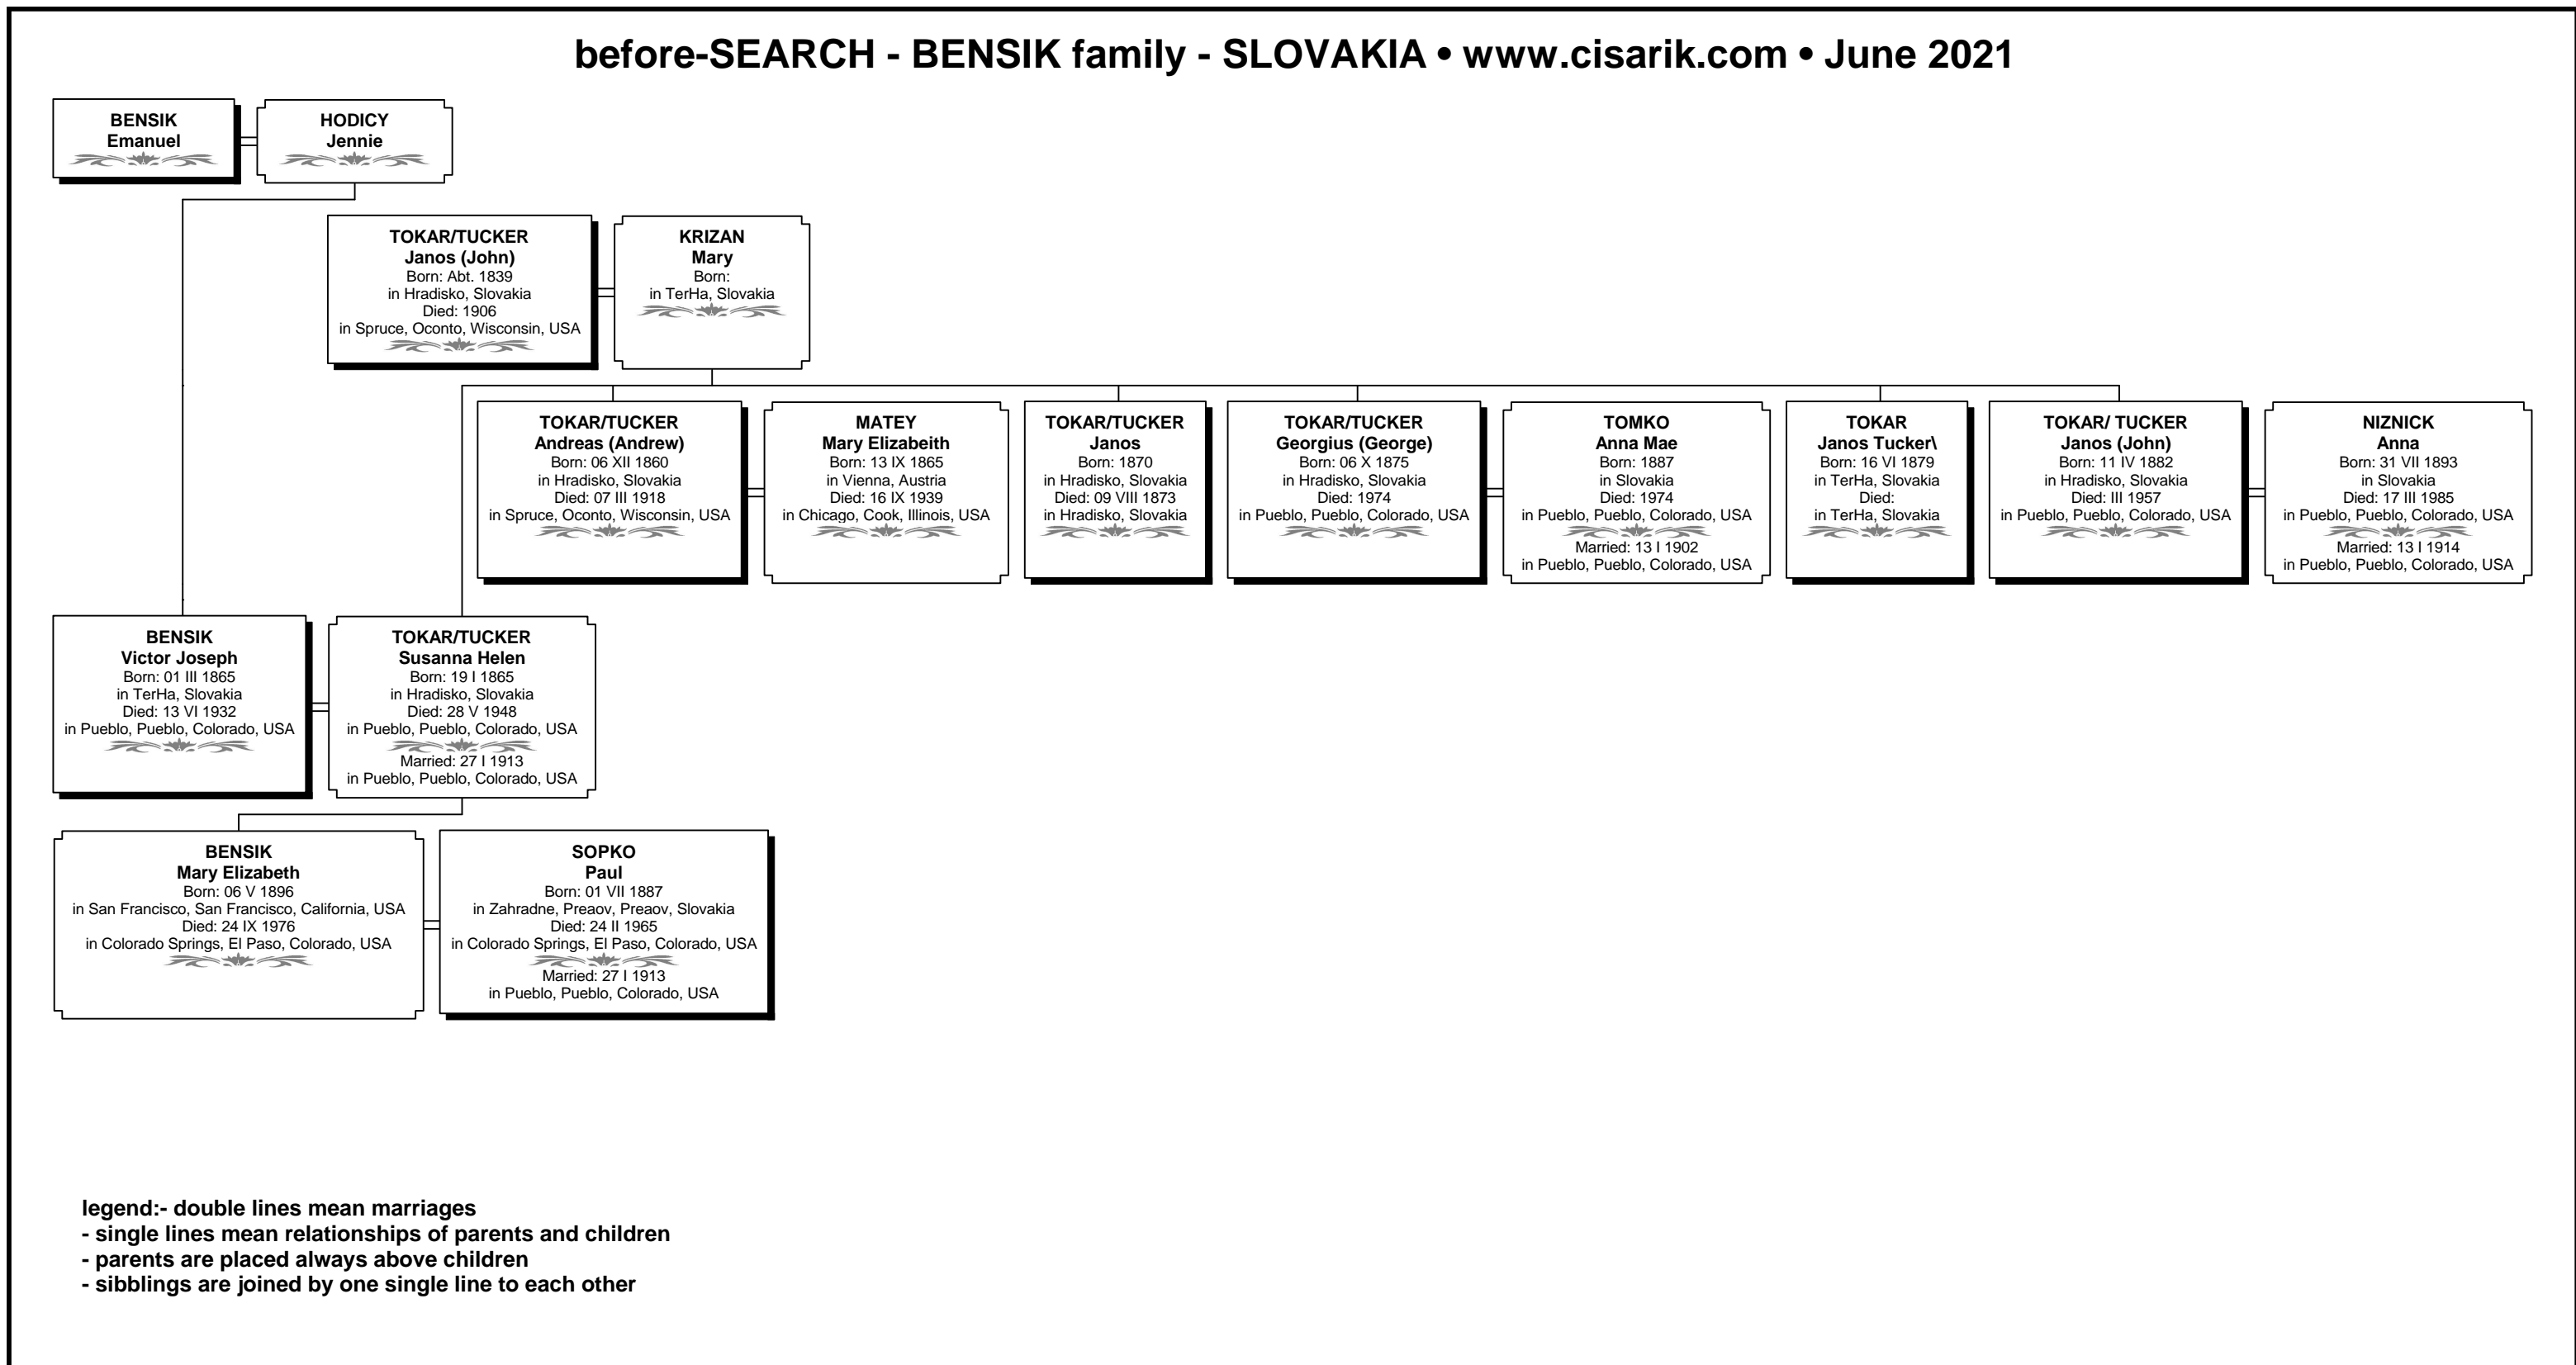 before-SEARCH - BENSIK family - SLOVAKIA • www.cisarik.com • June 2021
BENSIK
Emanuel
HODICY
Jennie
TOKAR/TUCKER
Janos (John)
Born: Abt. 1839
in Hradisko, Slovakia
Died: 1906
in Spruce, Oconto, Wisconsin, USA
KRIZAN
Mary
Born:
in TerHa, Slovakia
TOKAR/TUCKER
Andreas (Andrew)
Born: 06 XII 1860
in Hradisko, Slovakia
Died: 07 III 1918
in Spruce, Oconto, Wisconsin, USA
MATEY
Mary Elizabeith
Born: 13 IX 1865
in Vienna, Austria
Died: 16 IX 1939
in Chicago, Cook, Illinois, USA
TOKAR/TUCKER
Janos
Born: 1870
in Hradisko, Slovakia
Died: 09 VIII 1873
in Hradisko, Slovakia
TOKAR/TUCKER
Georgius (George)
Born: 06 X 1875
in Hradisko, Slovakia
Died: 1974
in Pueblo, Pueblo, Colorado, USA
TOMKO
Anna Mae
Born: 1887
in Slovakia
Died: 1974
in Pueblo, Pueblo, Colorado, USA
Married: 13 I 1902
in Pueblo, Pueblo, Colorado, USA
TOKAR
Janos Tucker\
Born: 16 VI 1879
in TerHa, Slovakia
Died:
in TerHa, Slovakia
TOKAR/ TUCKER
Janos (John)
Born: 11 IV 1882
in Hradisko, Slovakia
Died: III 1957
in Pueblo, Pueblo, Colorado, USA
NIZNICK
Anna
Born: 31 VII 1893
in Slovakia
Died: 17 III 1985
in Pueblo, Pueblo, Colorado, USA
Married: 13 I 1914
in Pueblo, Pueblo, Colorado, USA
BENSIK
Victor Joseph
Born: 01 III 1865
in TerHa, Slovakia
Died: 13 VI 1932
in Pueblo, Pueblo, Colorado, USA
TOKAR/TUCKER
Susanna Helen
Born: 19 I 1865
in Hradisko, Slovakia
Died: 28 V 1948
in Pueblo, Pueblo, Colorado, USA
Married: 27 I 1913
in Pueblo, Pueblo, Colorado, USA
BENSIK
Mary Elizabeth
Born: 06 V 1896
in San Francisco, San Francisco, California, USA
Died: 24 IX 1976
in Colorado Springs, El Paso, Colorado, USA
SOPKO
Paul
Born: 01 VII 1887
in Zahradne, Preaov, Preaov, Slovakia
Died: 24 II 1965
in Colorado Springs, El Paso, Colorado, USA
Married: 27 I 1913
in Pueblo, Pueblo, Colorado, USA
legend:- double lines mean marriages
- single lines mean relationships of parents and children
- parents are placed always above children
- sibblings are joined by one single line to each other